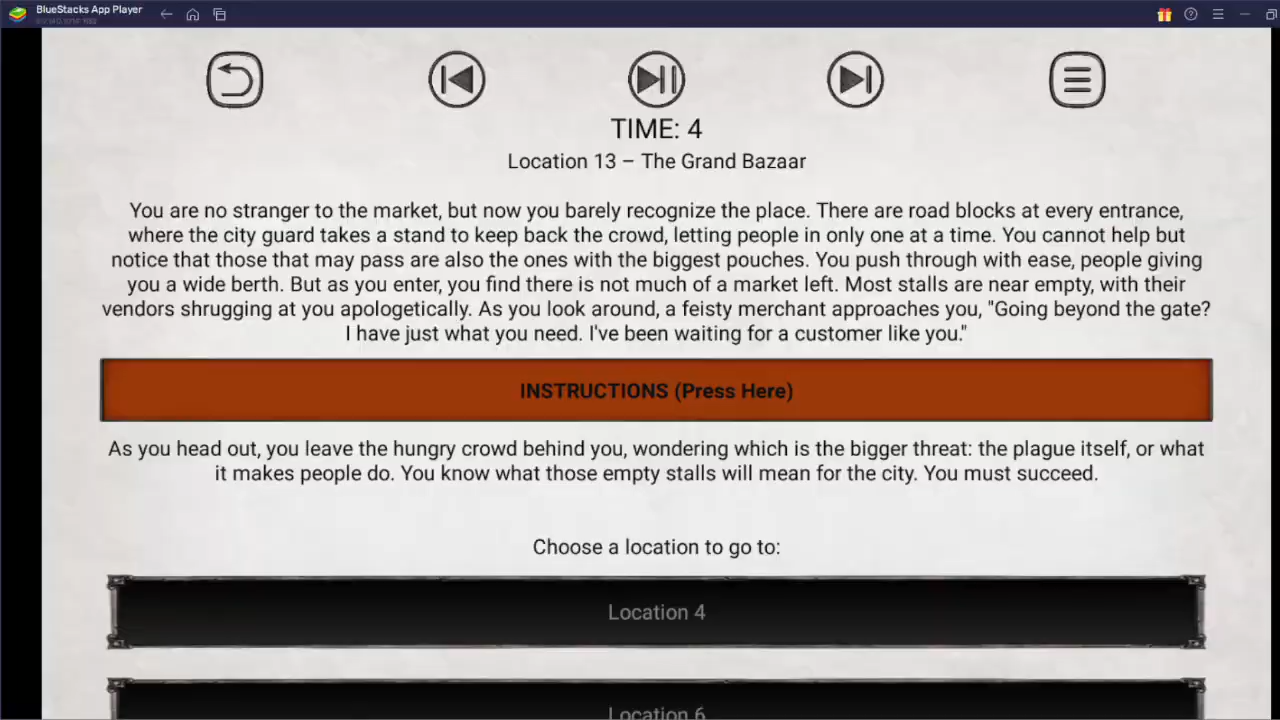 BlueStacks App Player
TIME: 4
Location 13 – The Grand Bazaar
You are no stranger to the market, but now you barely recognize the place. There are road blocks at every entrance,
where the city guard takes a stand to keep back the crowd, letting people in only one at a time. You cannot help but
notice that those that may pass are also the ones with the biggest pouches. You push through with ease, people giving
you a wide berth. But as you enter, you find there is not much of a market left. Most stalls are near empty, with their
vendors shrugging at you apologetically. As you look around, a feisty merchant approaches you, "Going beyond the gate?
I have just what you need. I've been waiting for a customer like you."
INSTRUCTIONS (Press Here)
As you head out, you leave the hungry crowd behind you, wondering which is the bigger threat: the plague itself, or what
it makes people do. You know what those empty stalls will mean for the city. You must succeed.
Choose a location to go to:
Location 4
Location 6